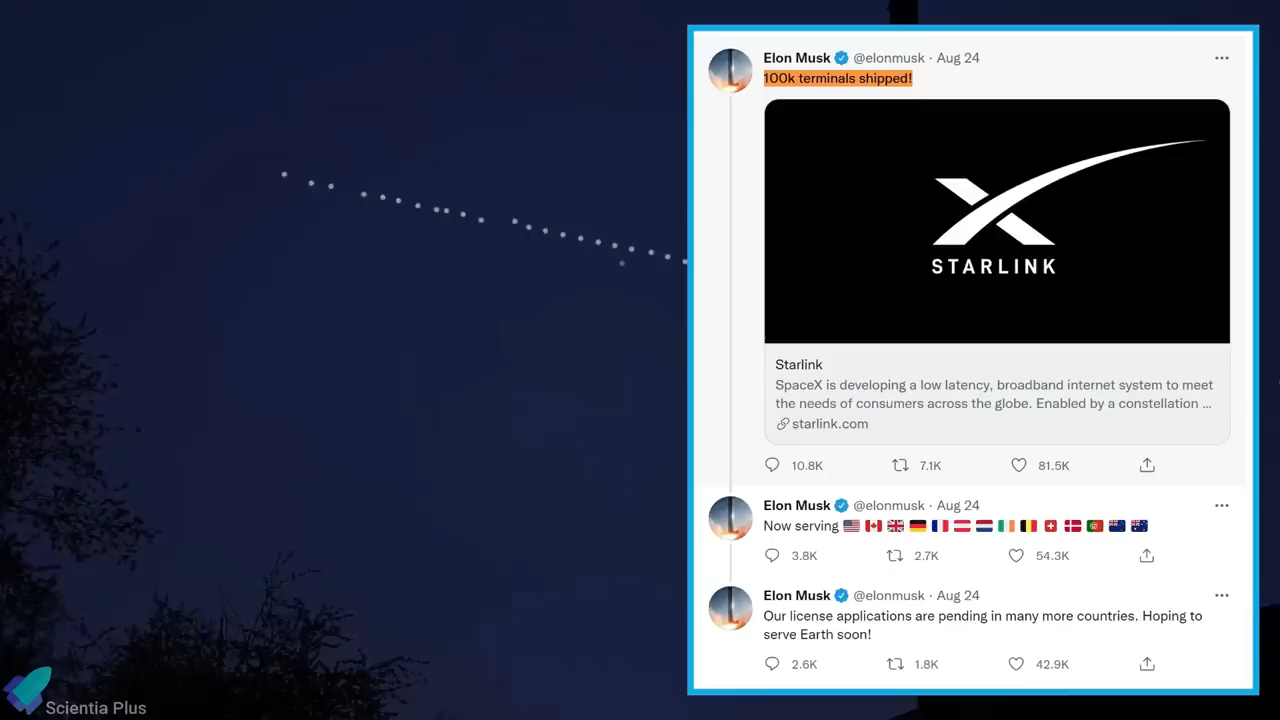 Elon Musk @elonmusk · Aug 24
100k terminals shipped!
STARLINK
Starlink
SpaceX is developing a low latency, broadband internet system to meet
the needs of consumers across the globe. Enabled by a constellation ...
starlink.com
10.8K 7.1K 81.5K
Elon Musk @elonmusk · Aug 24
Now serving 🇺🇸 🇨🇦 🇬🇧 🇩🇪 🇫🇷 🇦🇹 🇳🇱 🇮🇪 🇧🇪 🇨🇭 🇩🇰 🇵🇹 🇦🇺 🇳🇿
3.8K 2.7K 54.3K
Elon Musk @elonmusk · Aug 24
Our license applications are pending in many more countries. Hoping to
serve Earth soon!
2.6K 1.8K 42.9K
Scientia Plus